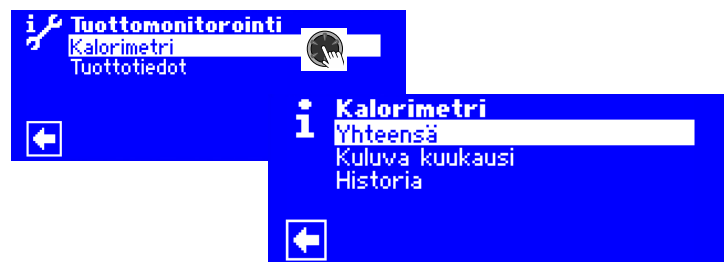 Tuottomonitorointi
Kalorimetri
Tuottotiedot
Kalorimetri
Yhteensä
Kuluva kuukausi
Historia